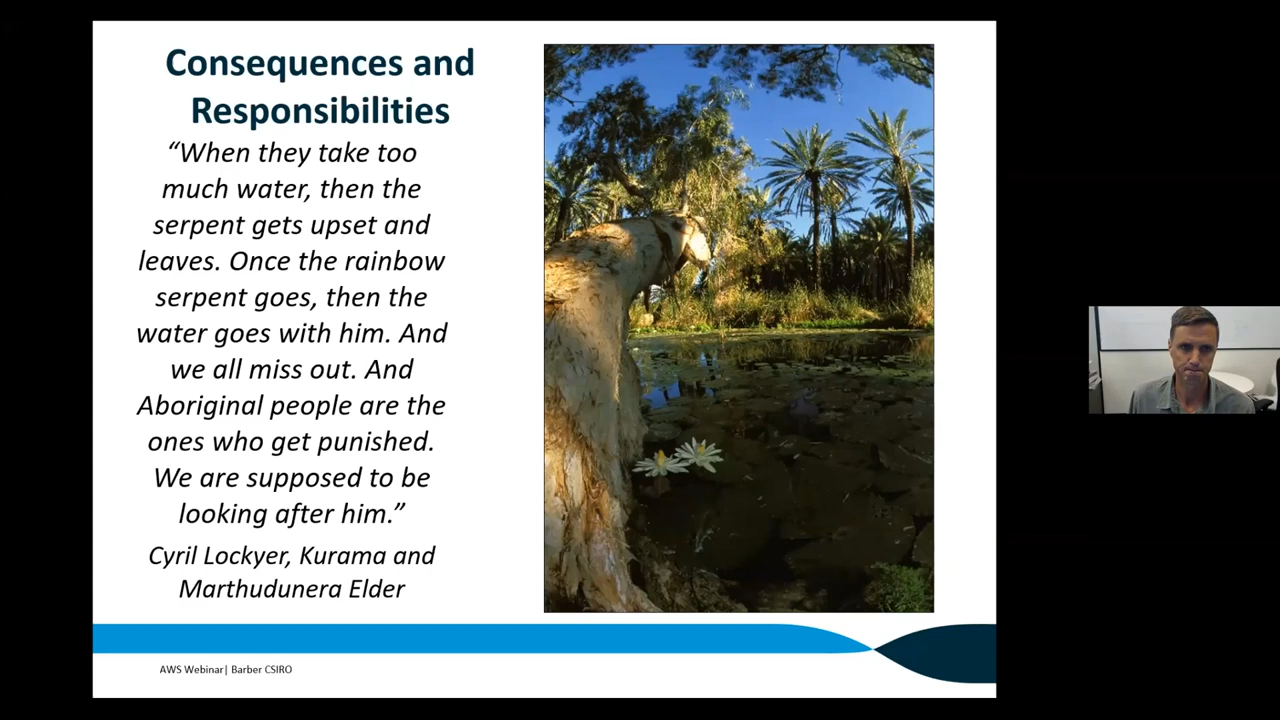 Consequences and
Responsibilities
“When they take too
much water, then the
serpent gets upset and
leaves. Once the rainbow
serpent goes, then the
water goes with him. And
we all miss out. And
Aboriginal people are the
ones who get punished.
We are supposed to be
looking after him.”
Cyril Lockyer, Kurama and
Marthudunera Elder
AWS Webinar| Barber CSIRO